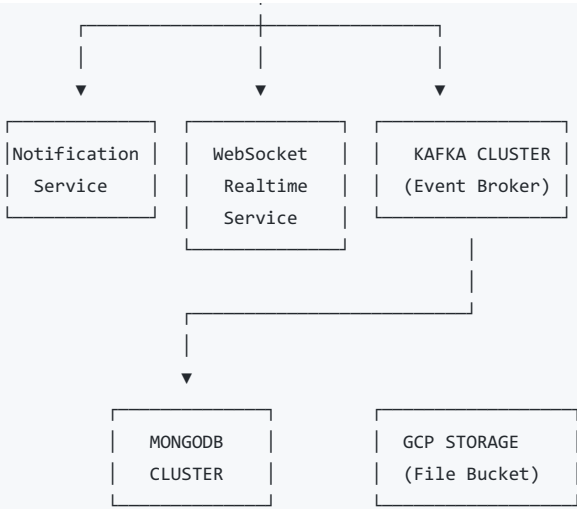 Notification
Service
WebSocket
Realtime
Service
KAFKA CLUSTER
(Event Broker)
MONGODB
CLUSTER
GCP STORAGE
(File Bucket)